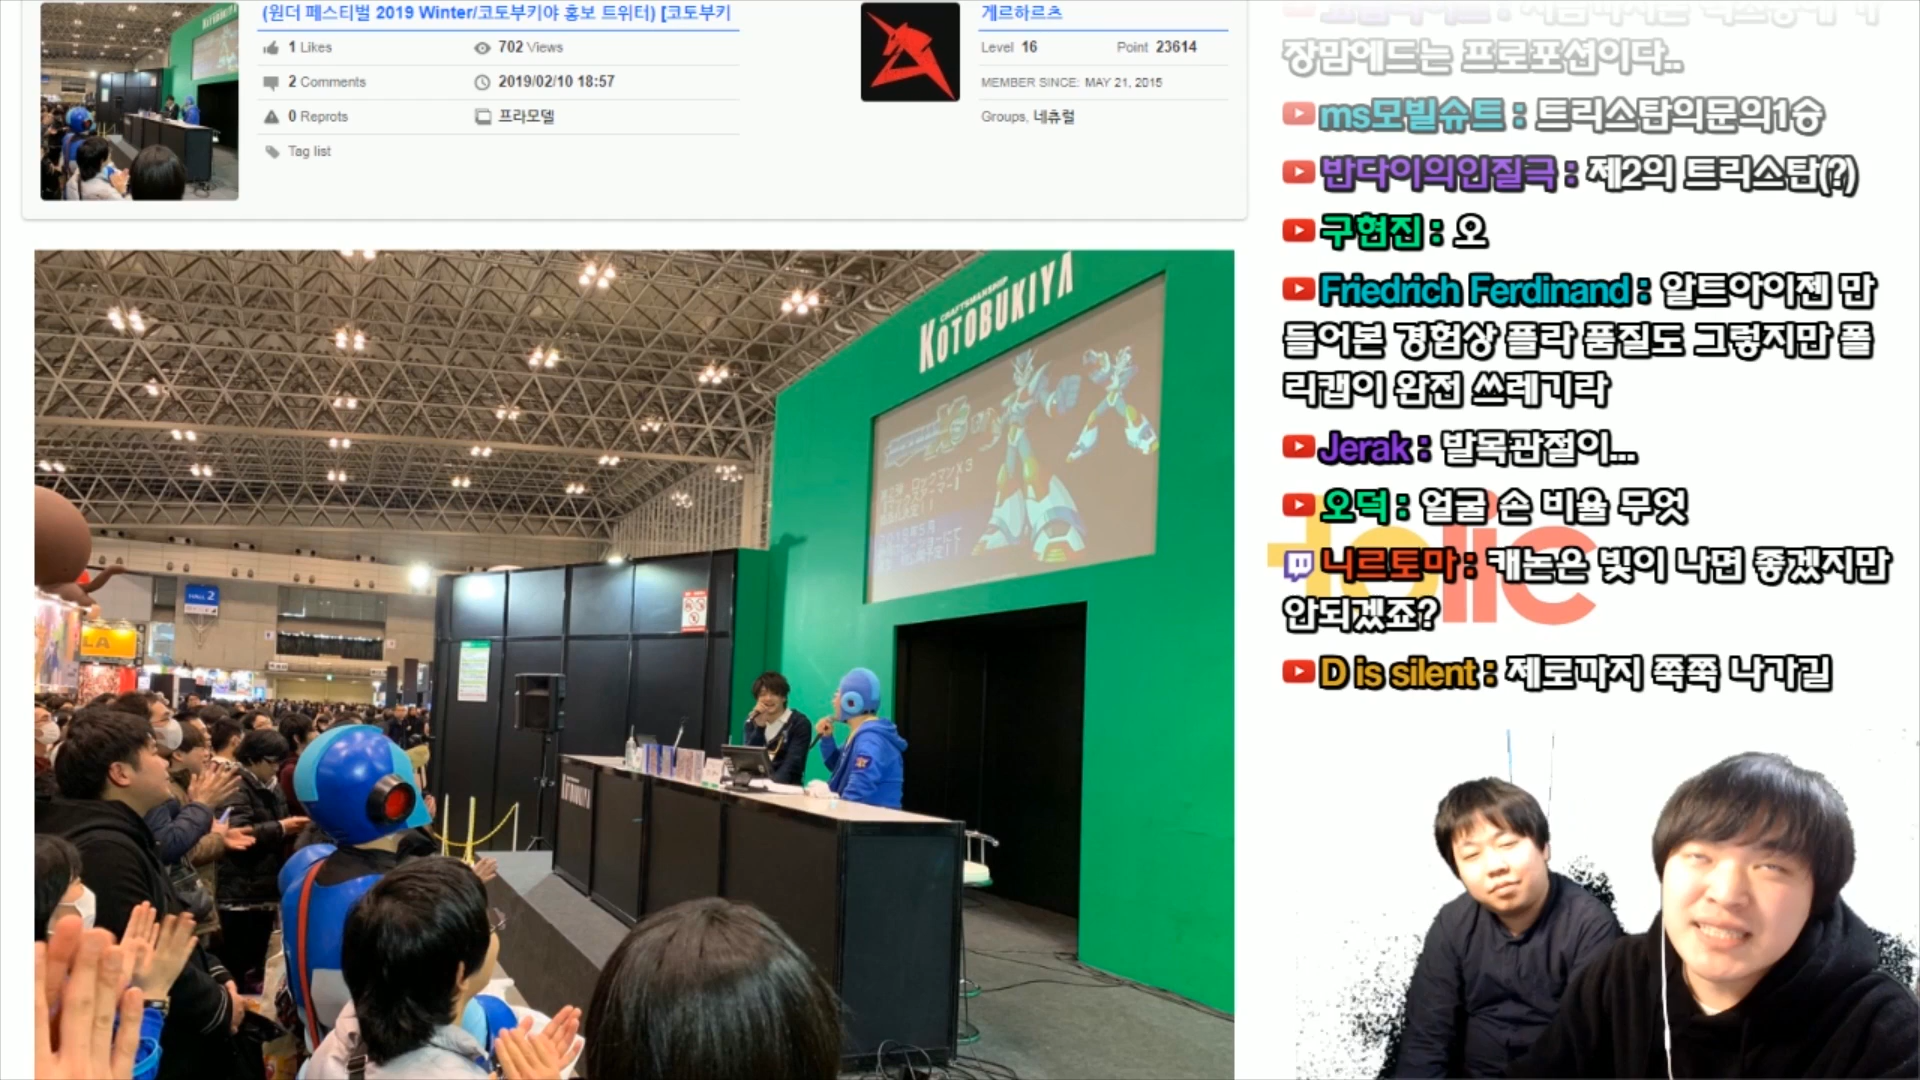 (원더 페스티벌 2019 Winter/코토부키야 홍보 트위터) [코토부키
1 Likes
702 Views
2 Comments
2019/02/10 18:57
0 Reprots
프라모델
Tag list
게르하르츠
Level 16
Point 23614
MEMBER SINCE: MAY 21, 2015
Groups, 네츄럴
CRAFTSMANSHIP
KOTOBUKIYA
HALL 2
LA
KOTOBUKIYA
장맘에드는 프로포션이다..
ms모빌슈트 : 트리스탄의문의1승
반다이의인질극 : 제2의 트리스탄(?)
구현진 : 오
Friedrich Ferdinand : 알트아이젠 만
들어본 경험상 플라 품질도 그렇지만 폴
리캡이 완전 쓰레기라
Jerak : 발목관절이...
오덕 : 얼굴 손 비율 무엇
니르토마 : 캐논은 빛이 나면 좋겠지만
안되겠죠?
D is silent : 제로까지 쭉쭉 나가길